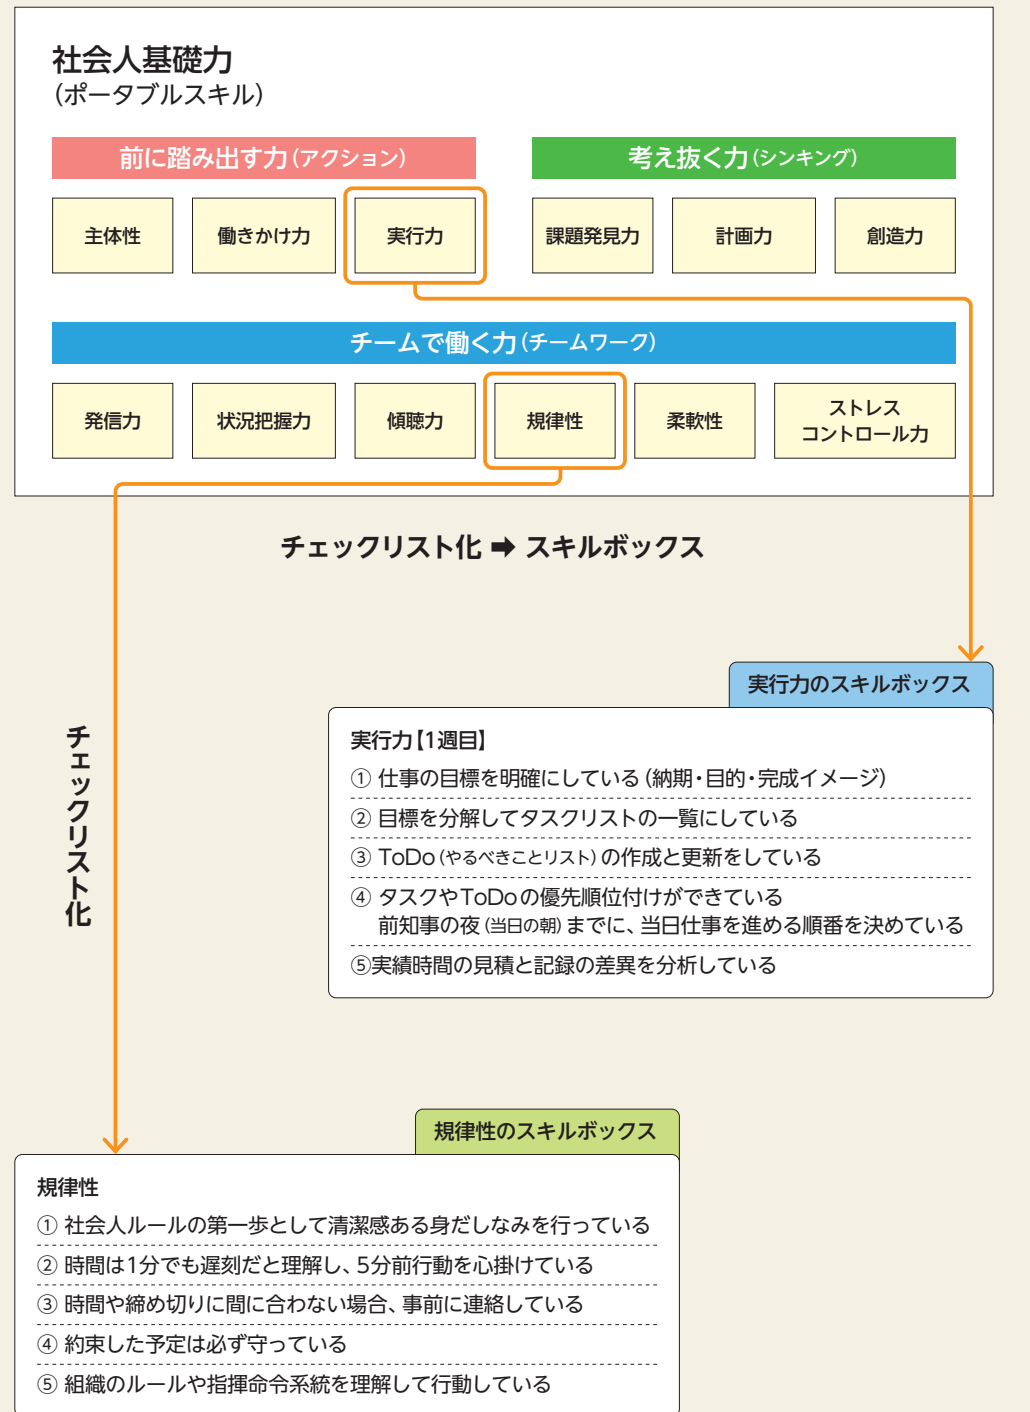 社会人基礎力
（ポータブルスキル）
前に踏み出す力（アクション）
考え抜く力（シンキング）
主体性
働きかけ力
実行力
課題発見力
計画力
創造力
チームで働く力（チームワーク）
発信力
状況把握力
傾聴力
規律性
柔軟性
ストレス
コントロール力
チェックリスト化 ➡ スキルボックス
チェックリスト化
実行力のスキルボックス
実行力【1週目】
① 仕事の目標を明確にしている（納期・目的・完成イメージ）
② 目標を分解してタスクリストの一覧にしている
③ ToDo（やるべきことリスト）の作成と更新をしている
④ タスクやToDoの優先順位付けができている
前知事の夜（当日の朝）までに、当日仕事を進める順番を決めている
⑤実績時間の見積と記録の差異を分析している
規律性のスキルボックス
規律性
① 社会人ルールの第一歩として清潔感ある身だしなみを行っている
② 時間は1分でも遅刻だと理解し、5分前行動を心掛けている
③ 時間や締め切りに間に合わない場合、事前に連絡している
④ 約束した予定は必ず守っている
⑤ 組織のルールや指揮命令系統を理解して行動している